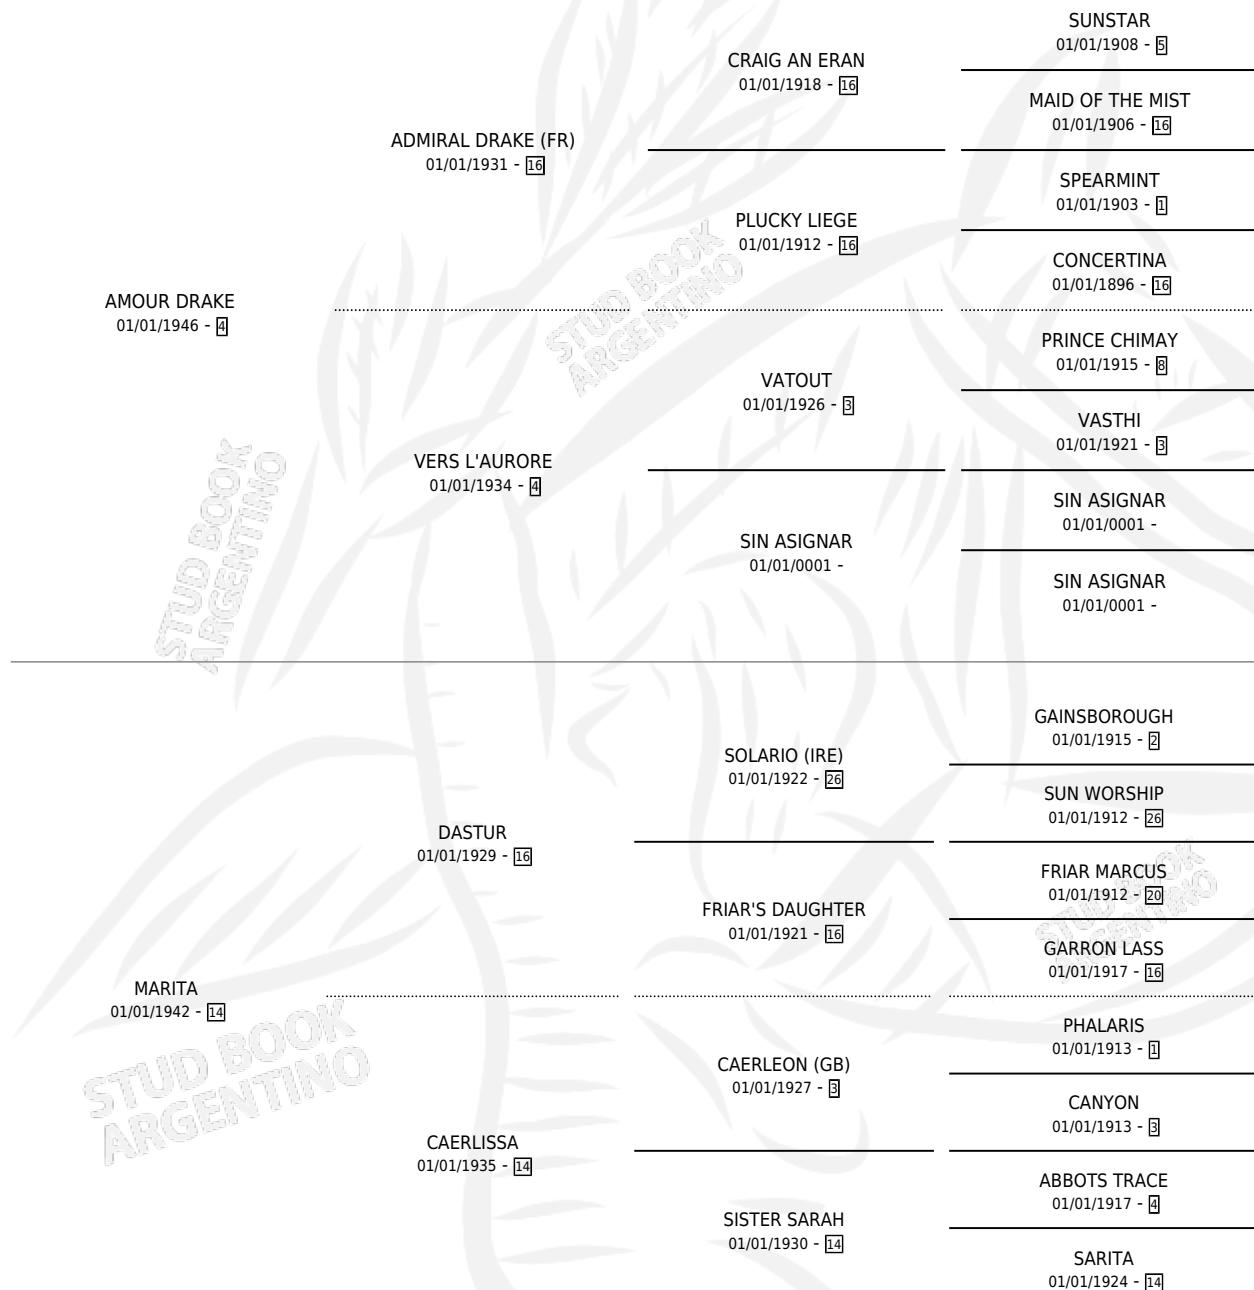 SUNSTAR
01/01/1908 - 5
CRAIG AN ERAN
01/01/1918 - 16
MAID OF THE MIST
01/01/1906 - 16
ADMIRAL DRAKE (FR)
01/01/1931 - 16
SPEARMINT
01/01/1903 - 1
PLUCKY LIEGE
01/01/1912 - 16
CONCERTINA
01/01/1896 - 16
AMOUR DRAKE
01/01/1946 - 4
PRINCE CHIMAY
01/01/1915 - 8
VATOUT
01/01/1926 - 3
VASTHI
01/01/1921 - 3
VERS L'AURORE
01/01/1934 - 4
SIN ASIGNAR
01/01/0001 -
SIN ASIGNAR
01/01/0001 -
SIN ASIGNAR
01/01/0001 -
GAINSBOROUGH
01/01/1915 - 2
SOLARIO (IRE)
01/01/1922 - 26
SUN WORSHIP
01/01/1912 - 26
DASTUR
01/01/1929 - 16
FRIAR MARCUS
01/01/1912 - 20
FRIAR'S DAUGHTER
01/01/1921 - 16
GARRON LASS
01/01/1917 - 16
MARITA
01/01/1942 - 14
PHALARIS
01/01/1913 - 1
CAERLEON (GB)
01/01/1927 - 3
CANYON
01/01/1913 - 3
CAERLISSA
01/01/1935 - 14
ABBOTS TRACE
01/01/1917 - 4
SISTER SARAH
01/01/1930 - 14
SARITA
01/01/1924 - 14
STUD BOOK
ARGENTINO
STUD BOOK
ARGENTINO
STUD BOOK
ARGENTINO
STUD BOOK
ARGENTINO